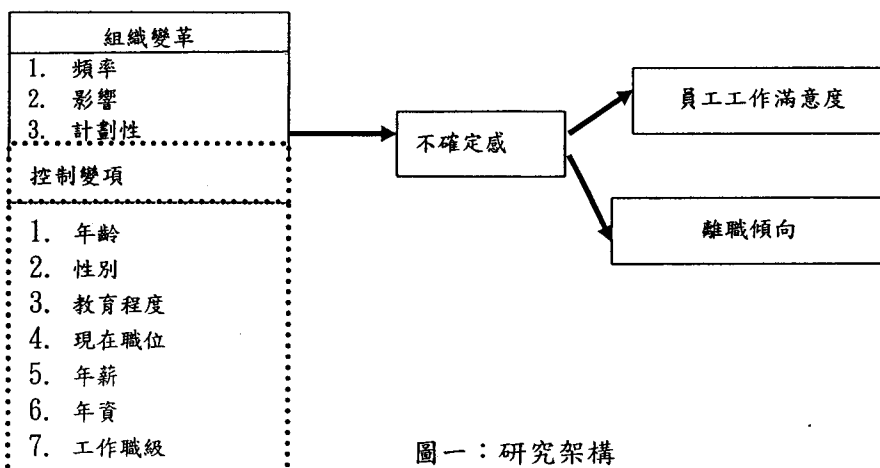 組織變革
1. 頻率
2. 影響
3. 計劃性
控制變項
1. 年齡
2. 性別
3. 教育程度
4. 現在職位
5. 年薪
6. 年資
7. 工作職級
不確定感
員工工作滿意度
離職傾向
圖一：研究架構